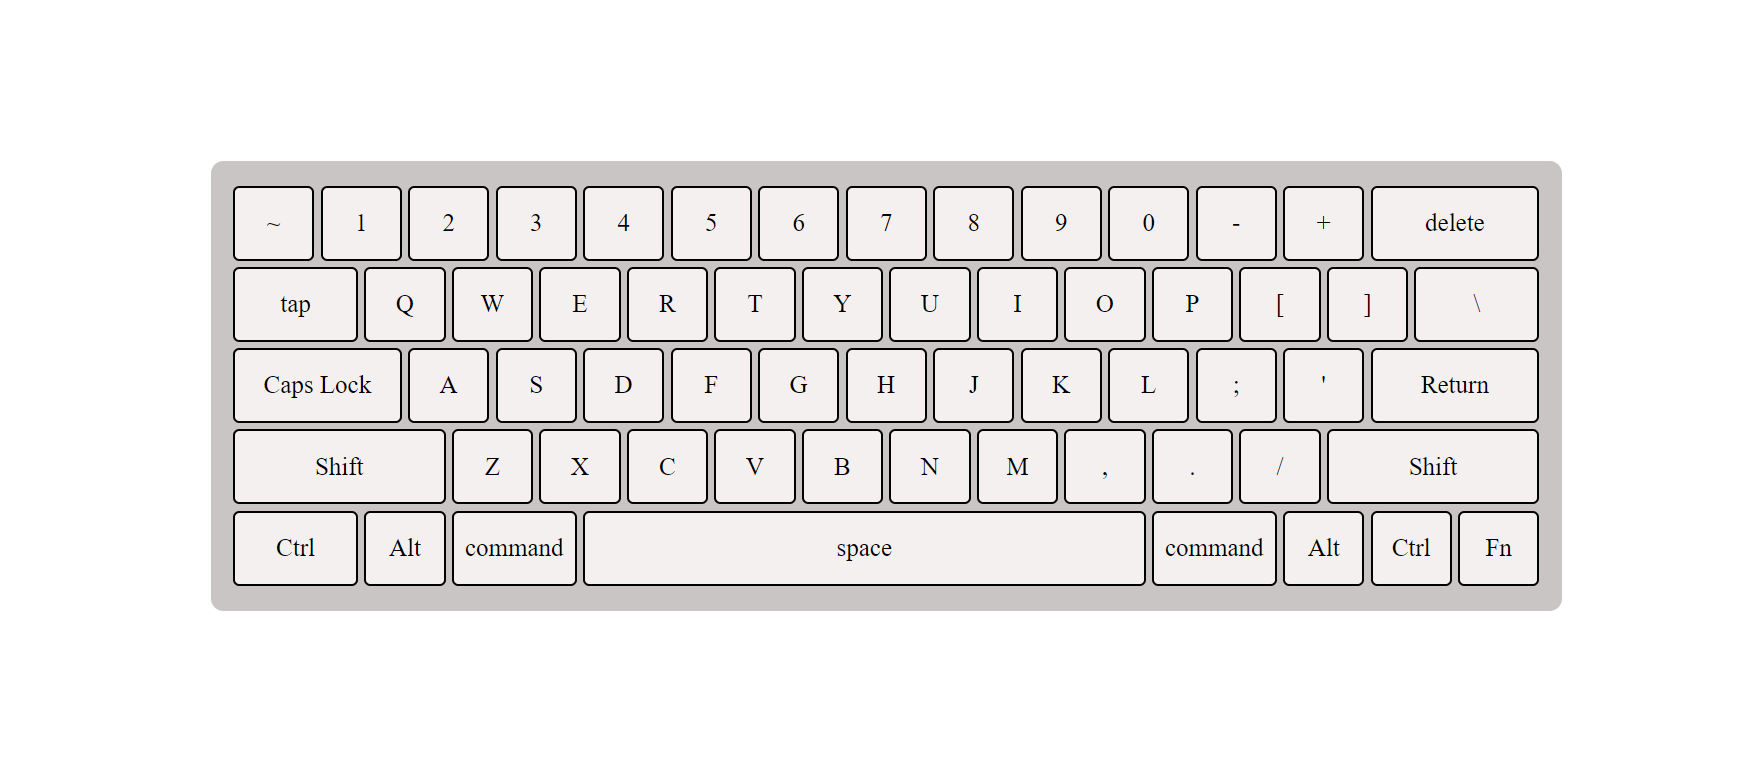 ~ 1 2 3 4 5 6 7 8 9 0 - + delete
tap Q W E R T Y U I O P [ ] \
Caps Lock A S D F G H J K L ; ' Return
Shift Z X C V B N M , . / Shift
Ctrl Alt command space command Alt Ctrl Fn